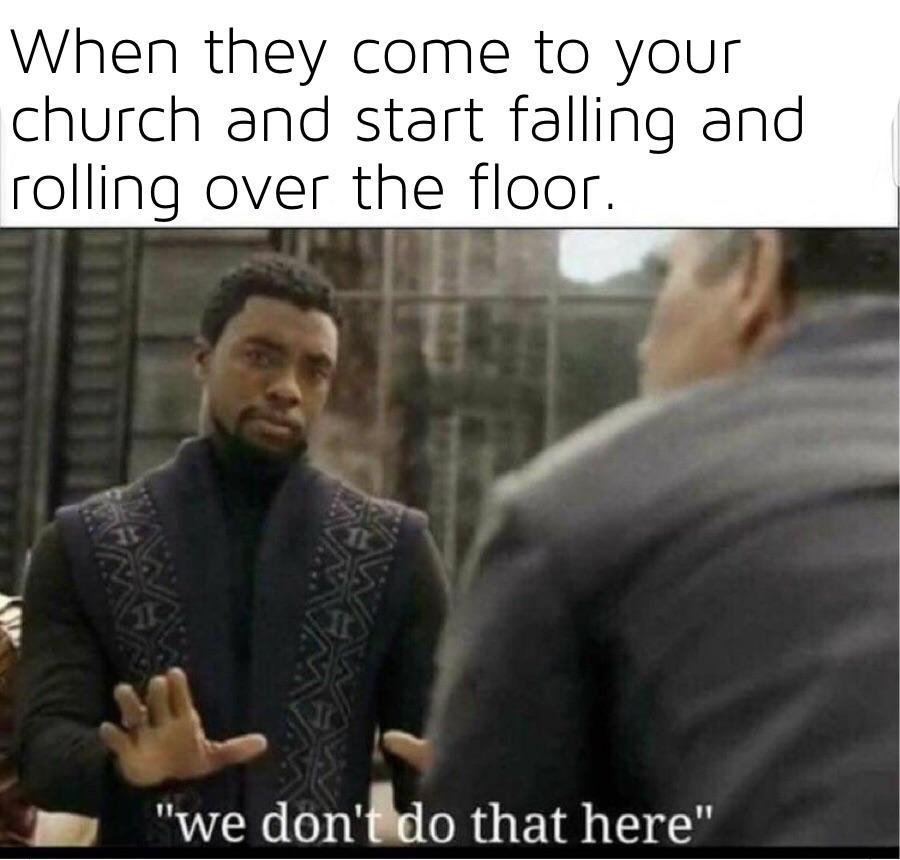 When they come to your
church and start falling and
rolling over the floor.
"we don't do that here"